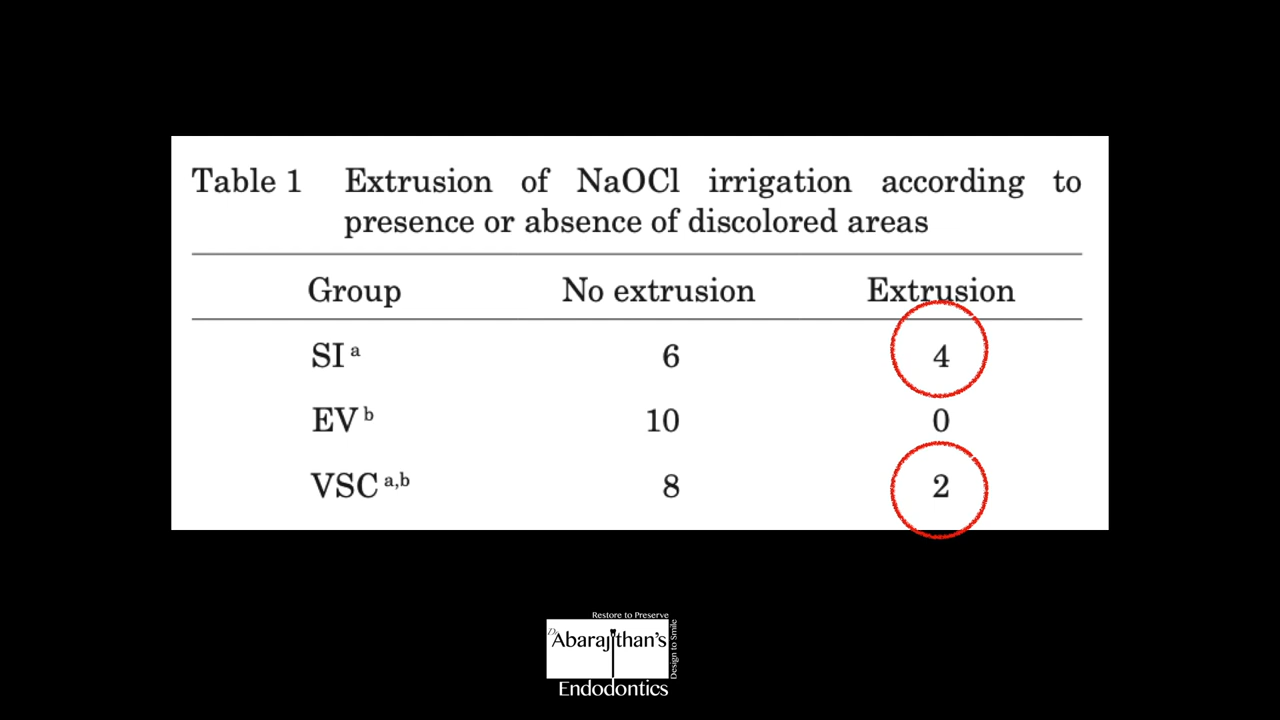 Table 1 Extrusion of NaOCl irrigation according to
presence or absence of discolored areas
Group No extrusion Extrusion
SI a 6 4
EV b 10 0
VSC a,b 8 2
Restore to Preserve
Dr
Abarajithan's
Endodontics
Design to Smile